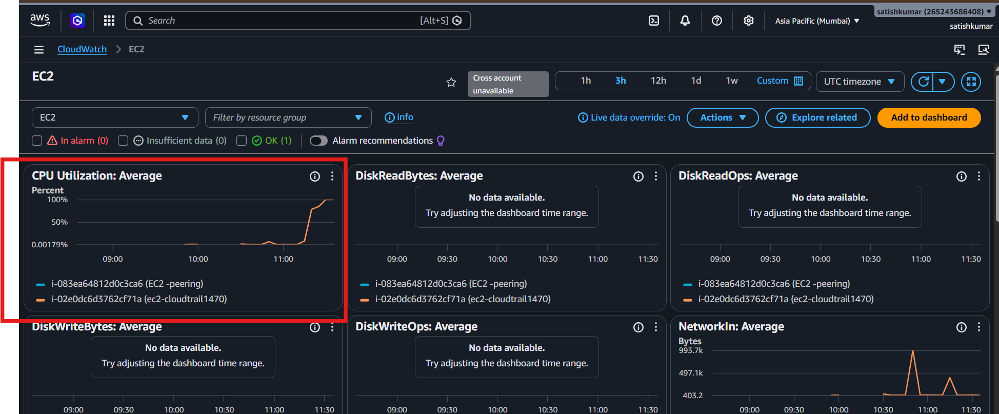 satishkumar (265243686408)
aws
Search
[Alt+S]
Asia Pacific (Mumbai)
satishkumar
CloudWatch
EC2
EC2
Cross account
unavailable
1h
3h
12h
1d
1w
Custom
UTC timezone
EC2
Filter by resource group
info
Live data override: On
Actions
Explore related
Add to dashboard
In alarm (0)
Insufficient data (0)
OK (1)
Alarm recommendations
CPU Utilization: Average
Percent
100%
50%
0.00179%
09:00
10:00
11:00
i-083ea64812d0c3ca6 (EC2 -peering)
i-02e0dc6d3762cf71a (ec2-cloudtrail1470)
DiskReadBytes: Average
No data available.
Try adjusting the dashboard time range.
09:00
09:30
10:00
10:30
11:00
11:30
i-083ea64812d0c3ca6 (EC2 -peering)
i-02e0dc6d3762cf71a (ec2-cloudtrail1470)
DiskReadOps: Average
No data available.
Try adjusting the dashboard time range.
09:00
09:30
10:00
10:30
11:00
11:30
i-083ea64812d0c3ca6 (EC2 -peering)
i-02e0dc6d3762cf71a (ec2-cloudtrail1470)
DiskWriteBytes: Average
No data available.
Try adjusting the dashboard time range.
09:00
09:30
10:00
10:30
11:00
11:30
DiskWriteOps: Average
No data available.
Try adjusting the dashboard time range.
09:00
09:30
10:00
10:30
11:00
11:30
NetworkIn: Average
Bytes
993.7k
497.1k
403.2
09:00
09:30
10:00
10:30
11:00
11:30